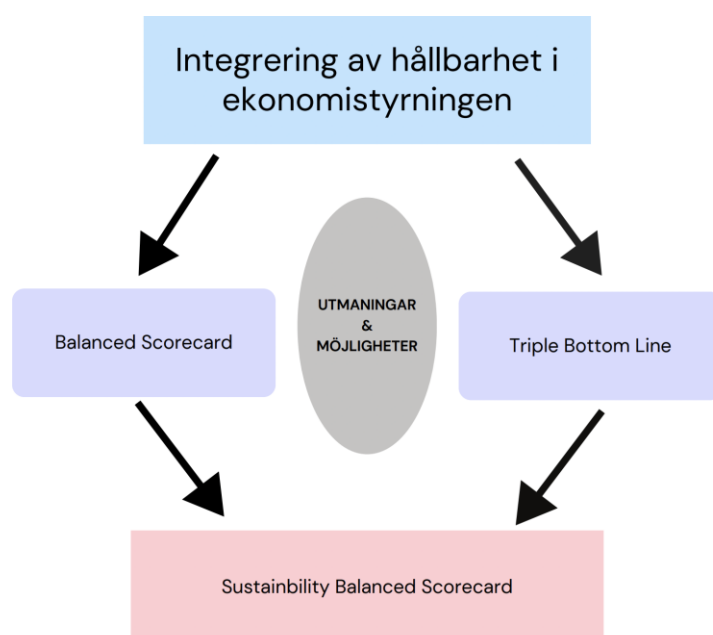 Integrering av hållbarhet i
ekonomistyrningen
UTMANINGAR
&
MÖJLIGHETER
Balanced Scorecard
Triple Bottom Line
Sustainbility Balanced Scorecard